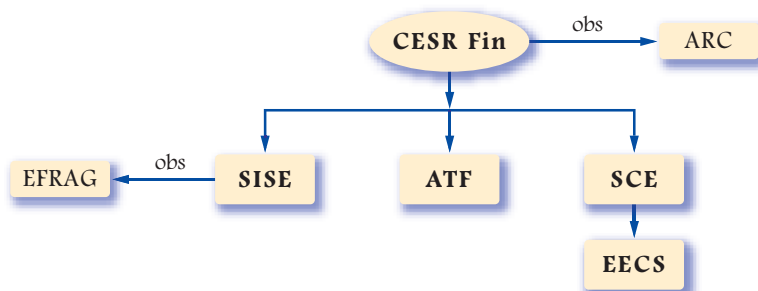 CESR Fin
obs
ARC
EFRAG
obs
SISE
ATF
SCE
EECS